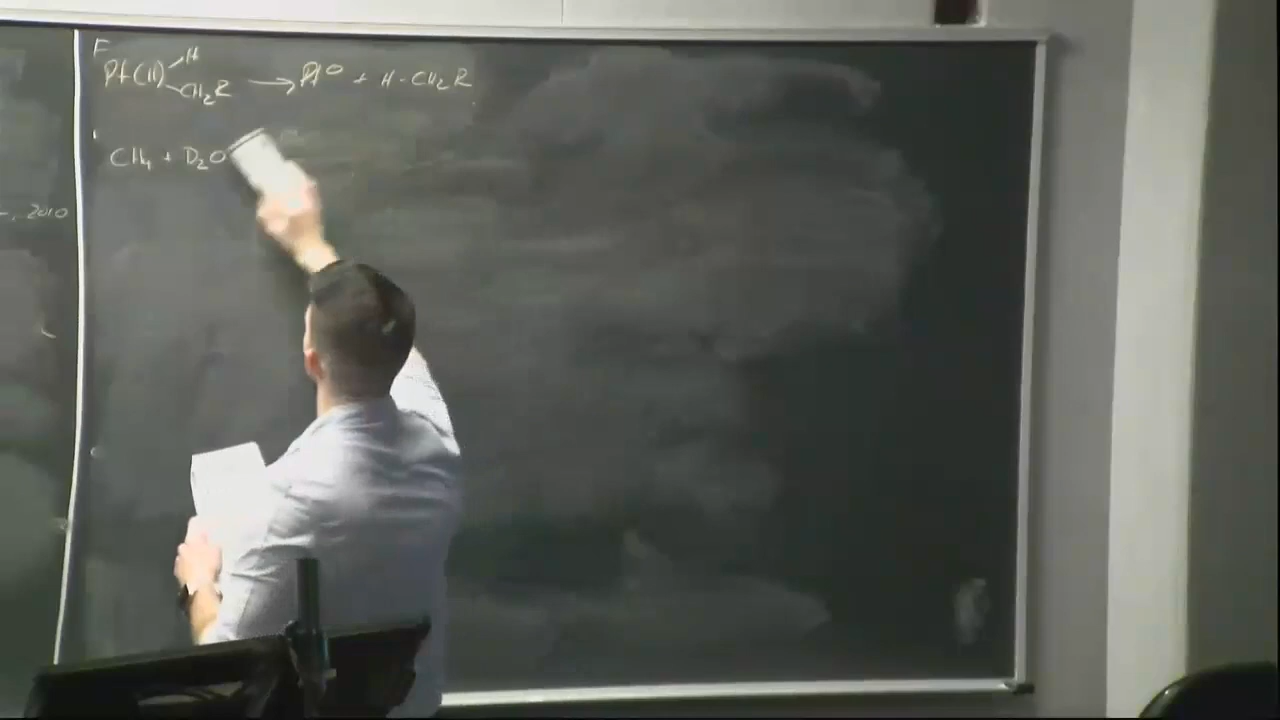 F
Pt(II) H
CH₂R → Pt⁰ + H-CH₂R
CH₄ + D₂O
, 2010